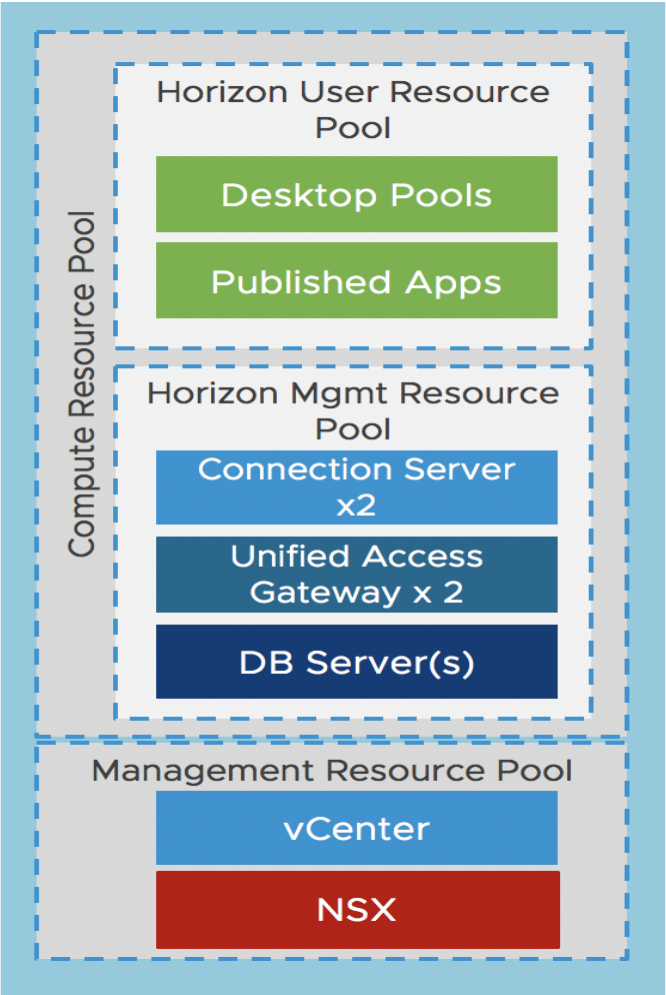 Compute Resource Pool
Horizon User Resource
Pool
Desktop Pools
Published Apps
Horizon Mgmt Resource
Pool
Connection Server
x2
Unified Access
Gateway x 2
DB Server(s)
Management Resource Pool
vCenter
NSX